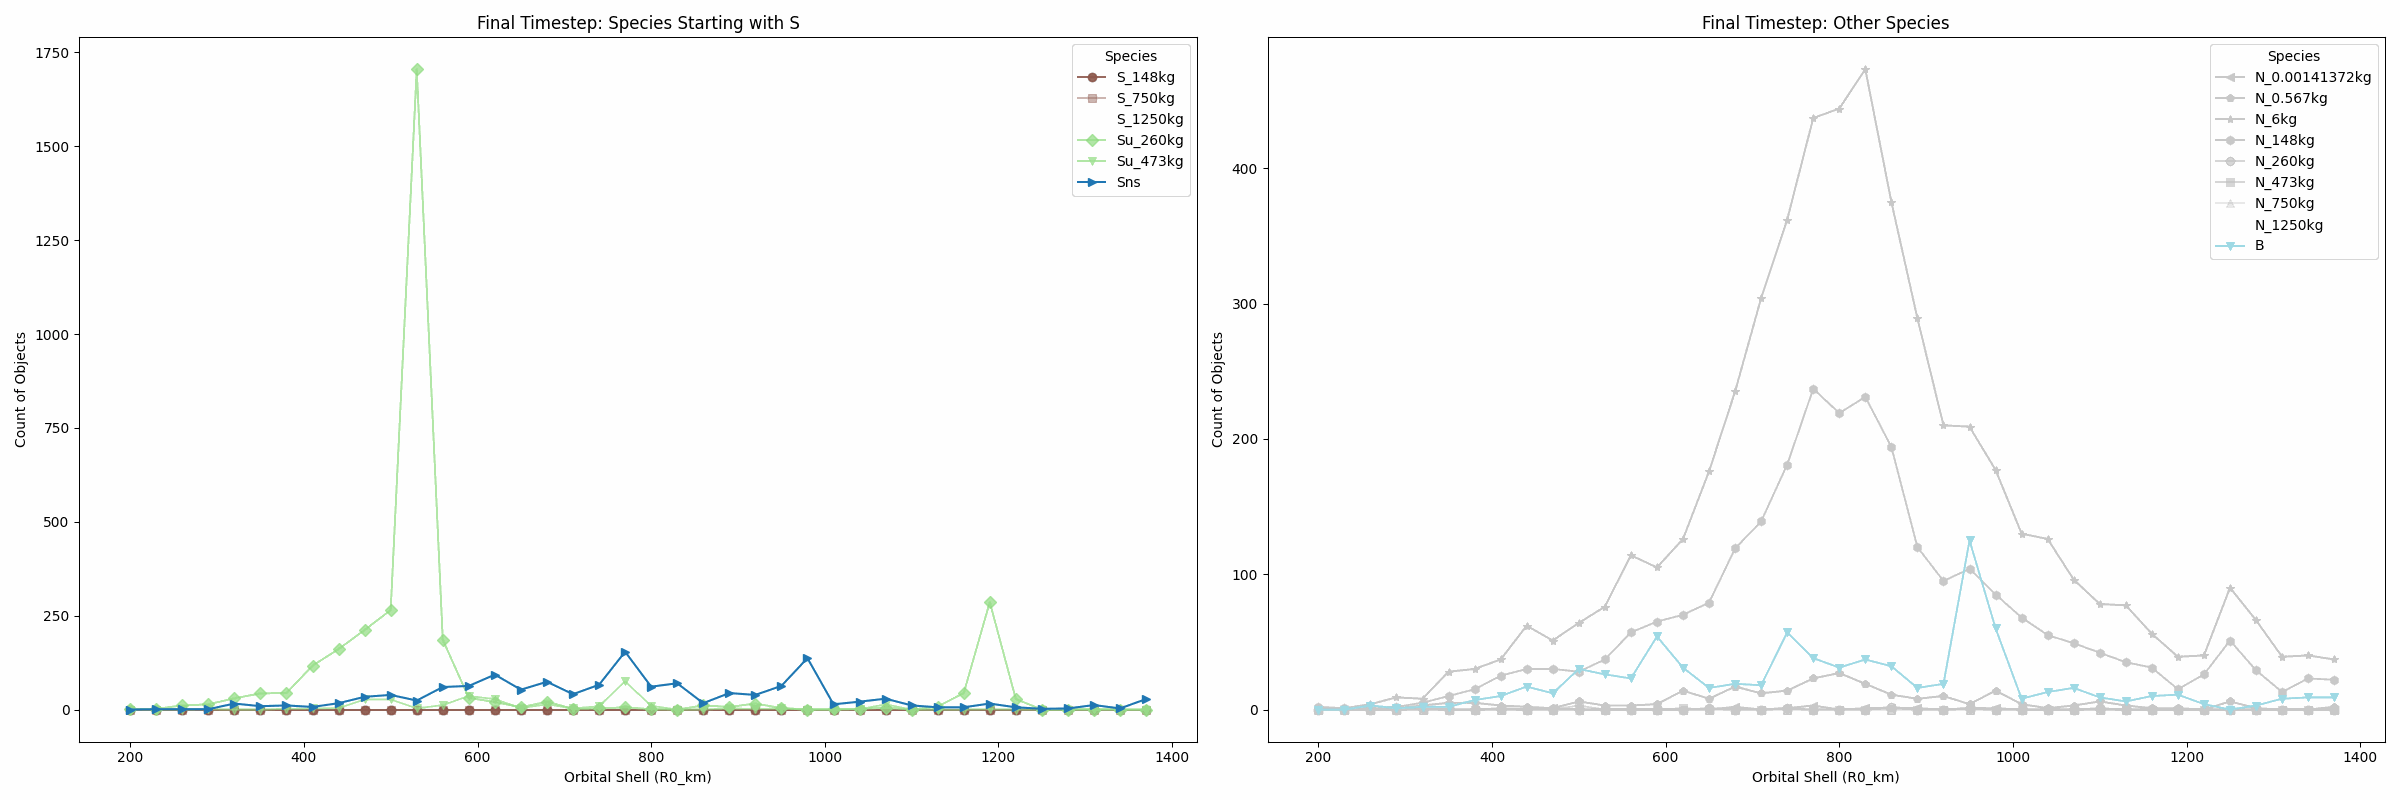 Final Timestep: Species Starting with S
1750
1500
1250
1000
750
500
250
0
Count of Objects
200
400
600
800
1000
1200
1400
Orbital Shell (R0_km)
Species
S_148kg
S_750kg
S_1250kg
Su_260kg
Su_473kg
Sns
Final Timestep: Other Species
400
300
200
100
0
Count of Objects
200
400
600
800
1000
1200
1400
Orbital Shell (R0_km)
Species
N_0.00141372kg
N_0.567kg
N_6kg
N_148kg
N_260kg
N_473kg
N_750kg
N_1250kg
B